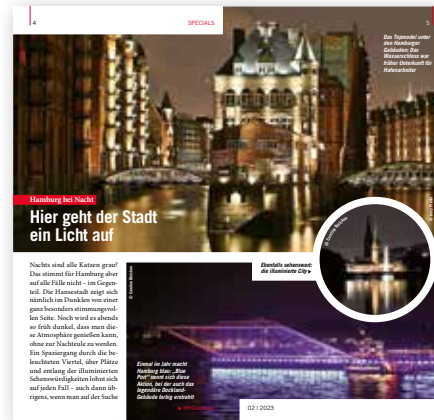 4
SPECIALS
5
Das Topmodel unter
den Hamburger
Gebäuden: Das
Wasserschloss war
früher Unterkunft für
Hafenarbeiter
Hamburg bei Nacht
Hier geht der Stadt
ein Licht auf
Nachts sind alle Katzen grau?
Das stimmt für Hamburg aber
auf alle Fälle nicht – im Gegen-
teil. Die Hansestadt zeigt sich
nämlich im Dunklen von einer
ganz besonders stimmungsvol-
len Seite. Noch wird es abends
so früh dunkel, dass man die-
se Atmosphäre genießen kann,
ohne zur Nachteule zu werden.
Ein Spaziergang durch die be-
leuchteten Viertel, über Plätze
und entlang der illuminierten
Sehenswürdigkeiten lohnt sich
auf jeden Fall – auch dann üb-
rigens, wenn man auf der Suche
Ebenfalls sehenswert:
die illuminierte City
Einmal im Jahr macht
Hamburg blau: „Blue
Port“ nennt sich diese
Aktion, bei der auch das
legendäre Dockland-
Gebäude farbig erstrahlt
02 | 2023